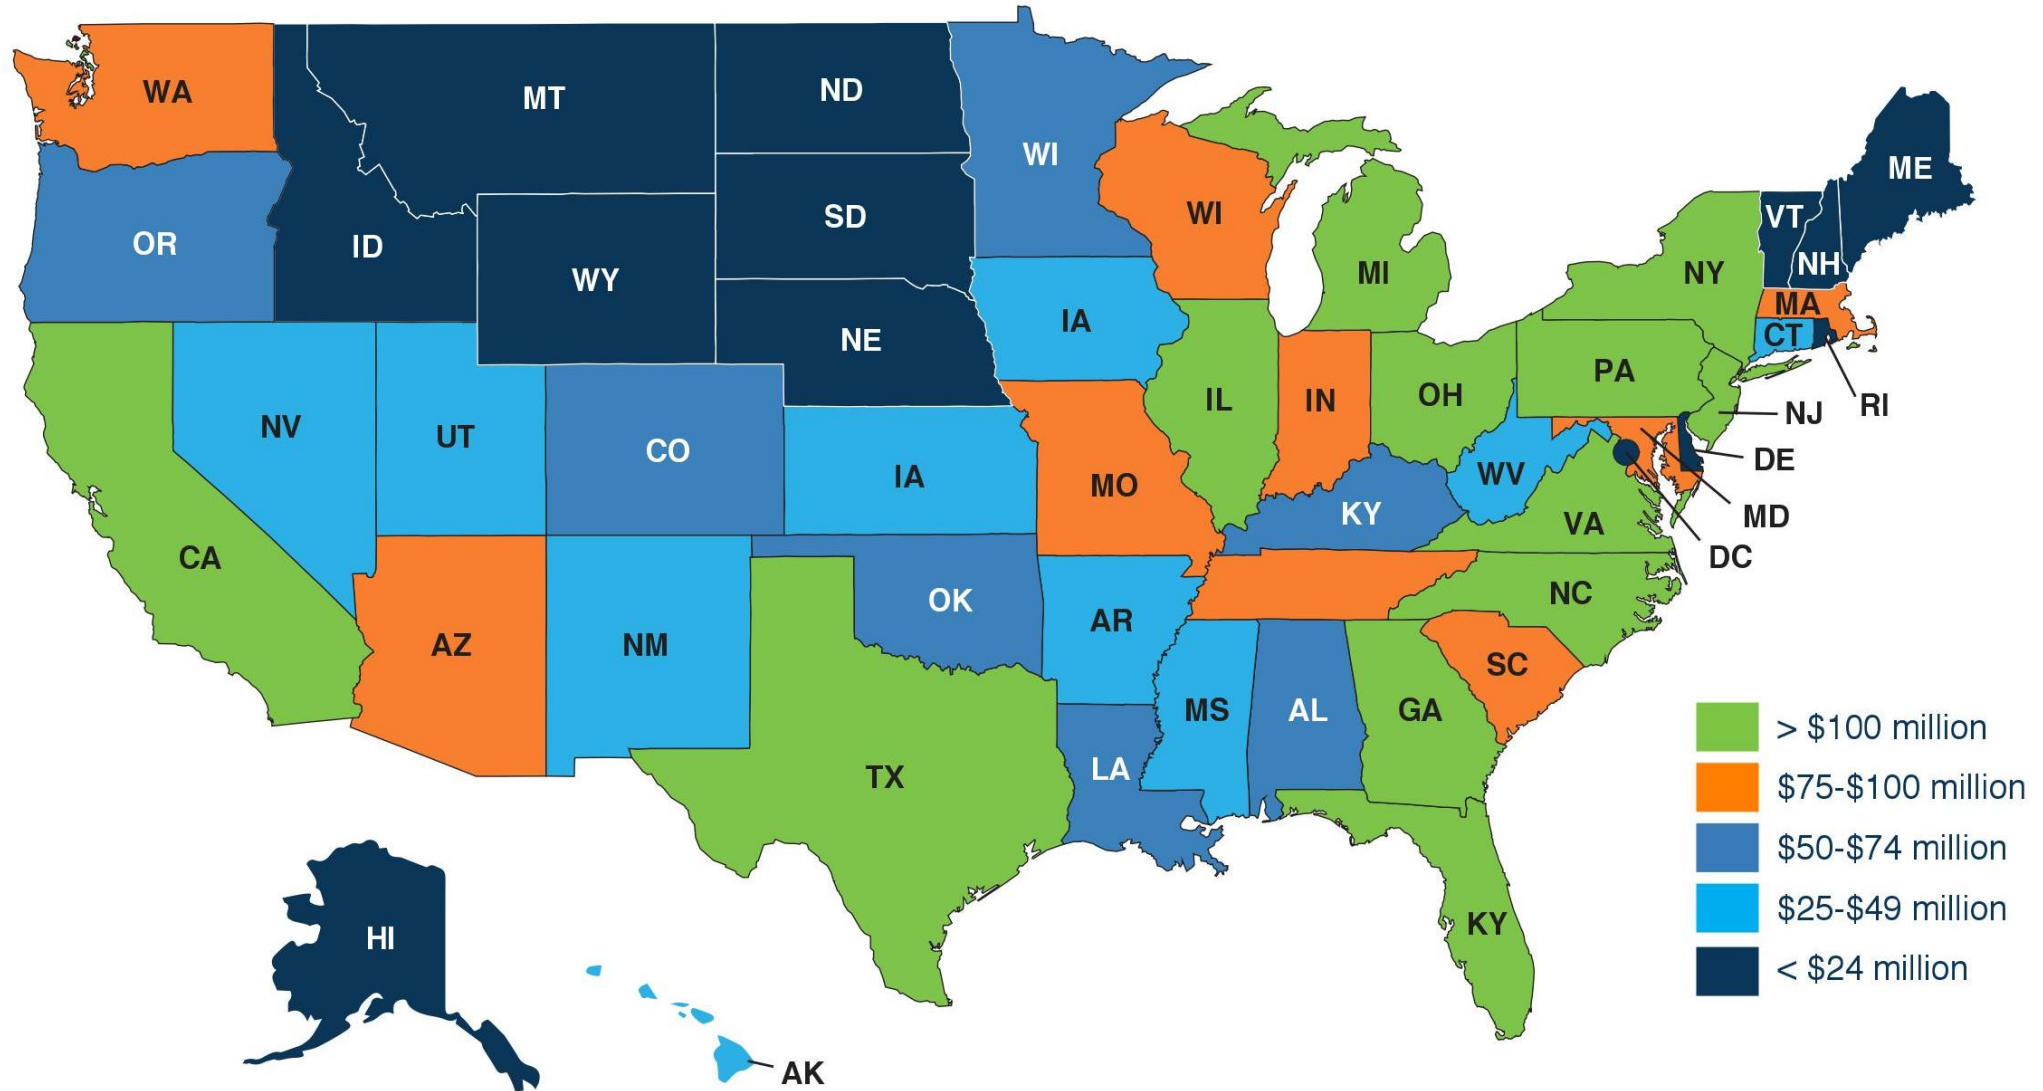 WA
MT
ND
WI
ME
VT
OR
ID
SD
WI
NH
WY
MI
NY
MA
IA
NE
CT
PA
NV
UT
CO
IA
MO
IL
IN
OH
RI
NJ
WV
DE
KY
VA
MD
CA
DC
OK
AR
NC
AZ
NM
SC
MS
AL
GA
LA
TX
> $100 million
$75-$100 million
$50-$74 million
$25-$49 million
< $24 million
KY
HI
AK